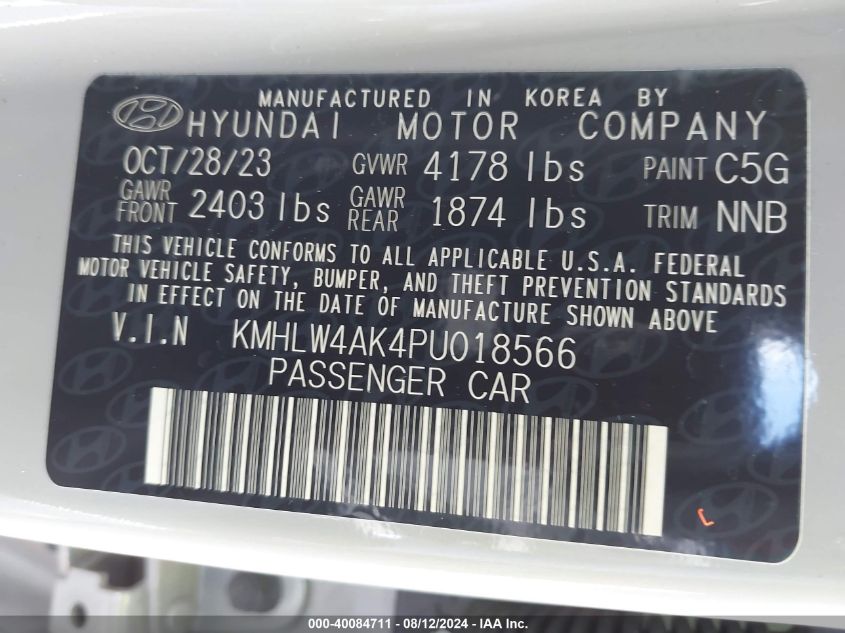 MANUFACTURED IN KOREA BY
HYUNDAI MOTOR COMPANY
OCT/28/23 GVWR 4178 lbs PAINT C5G
GAWR FRONT 2403 lbs GAWR REAR 1874 lbs TRIM NNB
THIS VEHICLE CONFORMS TO ALL APPLICABLE U.S.A. FEDERAL
MOTOR VEHICLE SAFETY, BUMPER, AND THEFT PREVENTION STANDARDS
IN EFFECT ON THE DATE OF MANUFACTURE SHOWN ABOVE
V.I.N KMHLW4AK4PU018566
PASSENGER CAR
000-40084711 - 08/12/2024 - IAA Inc.